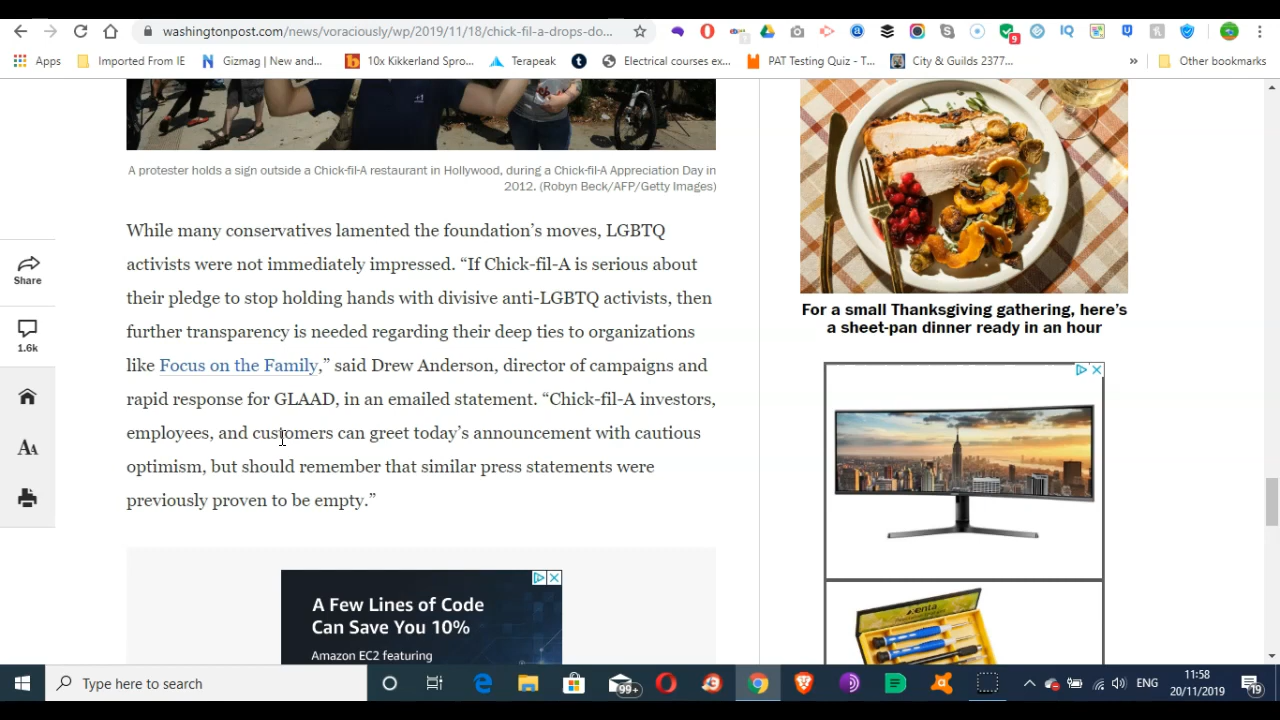 washingtonpost.com/news/voraciously/wp/2019/11/18/chick-fil-a-drops-do...
9
Apps
Imported From IE
Gizmag | New and...
10x Kikkerland Spro...
Terapeak
Electrical courses ex...
PAT Testing Quiz - T...
City & Guilds 2377...
»
Other bookmarks
A protester holds a sign outside a Chick-fil-A restaurant in Hollywood, during a Chick-fil-A Appreciation Day in
2012. (Robyn Beck/AFP/Getty Images)
While many conservatives lamented the foundation’s moves, LGBTQ
activists were not immediately impressed. “If Chick-fil-A is serious about
their pledge to stop holding hands with divisive anti-LGBTQ activists, then
further transparency is needed regarding their deep ties to organizations
like Focus on the Family,” said Drew Anderson, director of campaigns and
rapid response for GLAAD, in an emailed statement. “Chick-fil-A investors,
employees, and customers can greet today’s announcement with cautious
optimism, but should remember that similar press statements were
previously proven to be empty.”
Share
1.6k
AA
A Few Lines of Code
Can Save You 10%
Amazon EC2 featuring
For a small Thanksgiving gathering, here’s
a sheet-pan dinner ready in an hour
Xenta
Type here to search
99+
ENG
11:58
20/11/2019
19